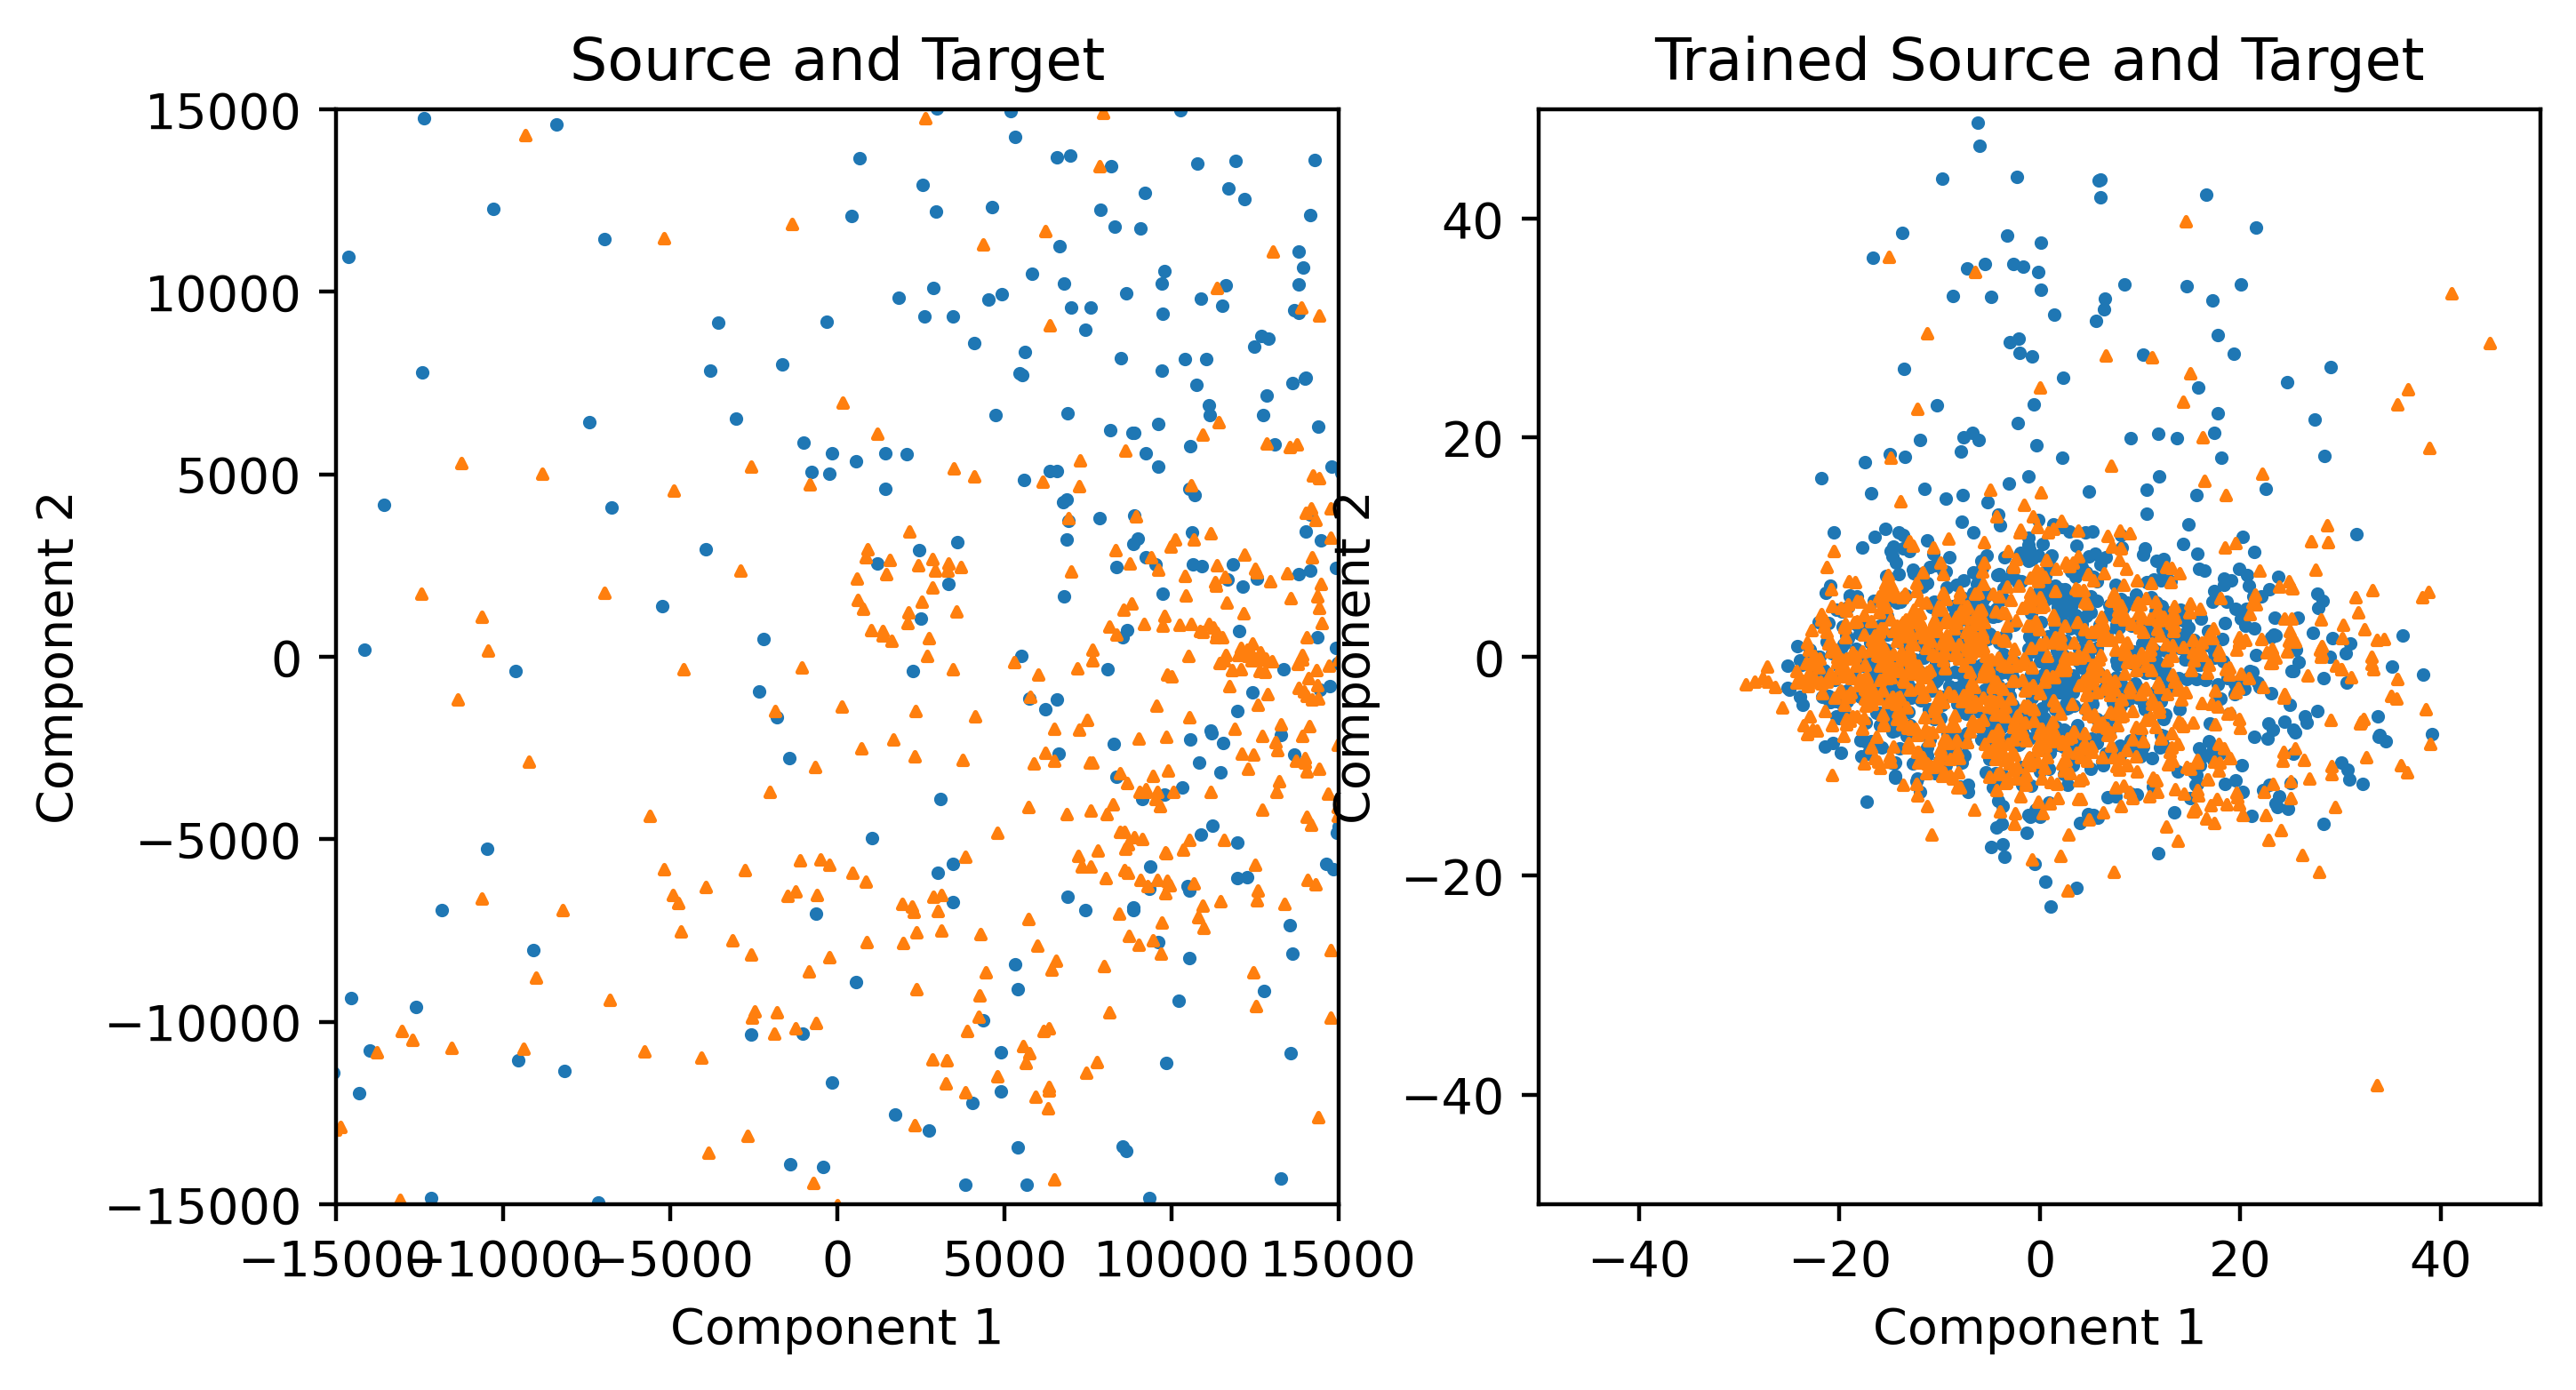 Source and Target
15000
10000
5000
0
−5000
−10000
−15000
Component 2
−15000 −10000 −5000 0 5000 10000 15000
Component 1
Trained Source and Target
40
20
0
−20
−40
Component 2
−40 −20 0 20 40
Component 1